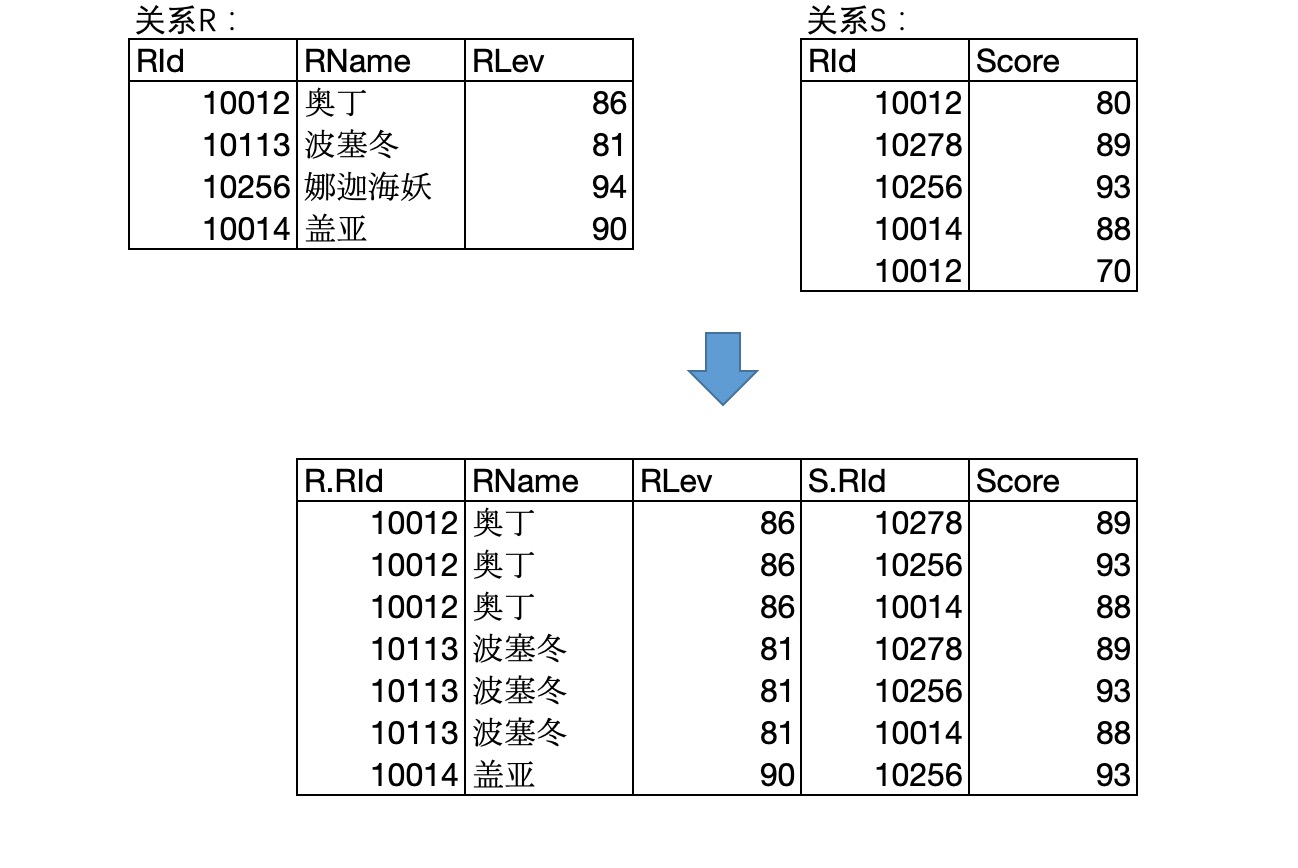 关系R： 关系S：
RId RName RLev RId Score
10012 奥丁 86 10012 80
10113 波塞冬 81 10278 89
10256 娜迦海妖 94 10256 93
10014 盖亚 90 10014 88
10012 70
R.RId RName RLev S.RId Score
10012 奥丁 86 10278 89
10012 奥丁 86 10256 93
10012 奥丁 86 10014 88
10113 波塞冬 81 10278 89
10113 波塞冬 81 10256 93
10113 波塞冬 81 10014 88
10014 盖亚 90 10256 93